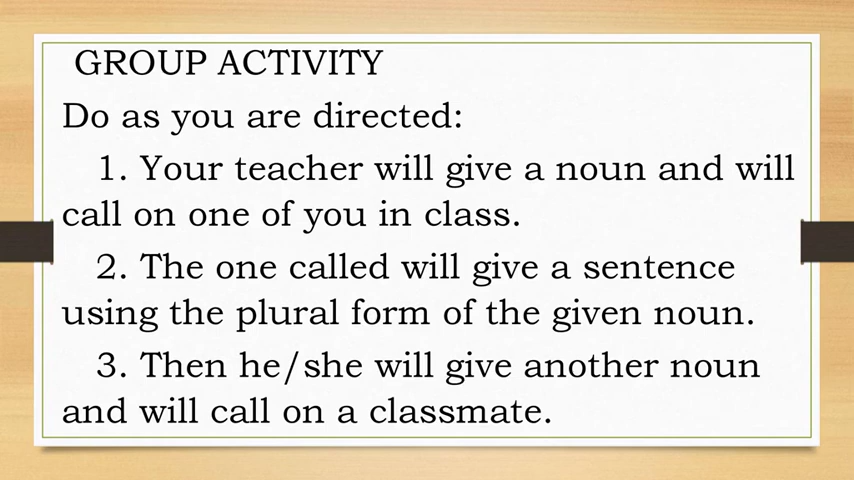 GROUP ACTIVITY
Do as you are directed:
1. Your teacher will give a noun and will
call on one of you in class.
2. The one called will give a sentence
using the plural form of the given noun.
3. Then he/she will give another noun
and will call on a classmate.